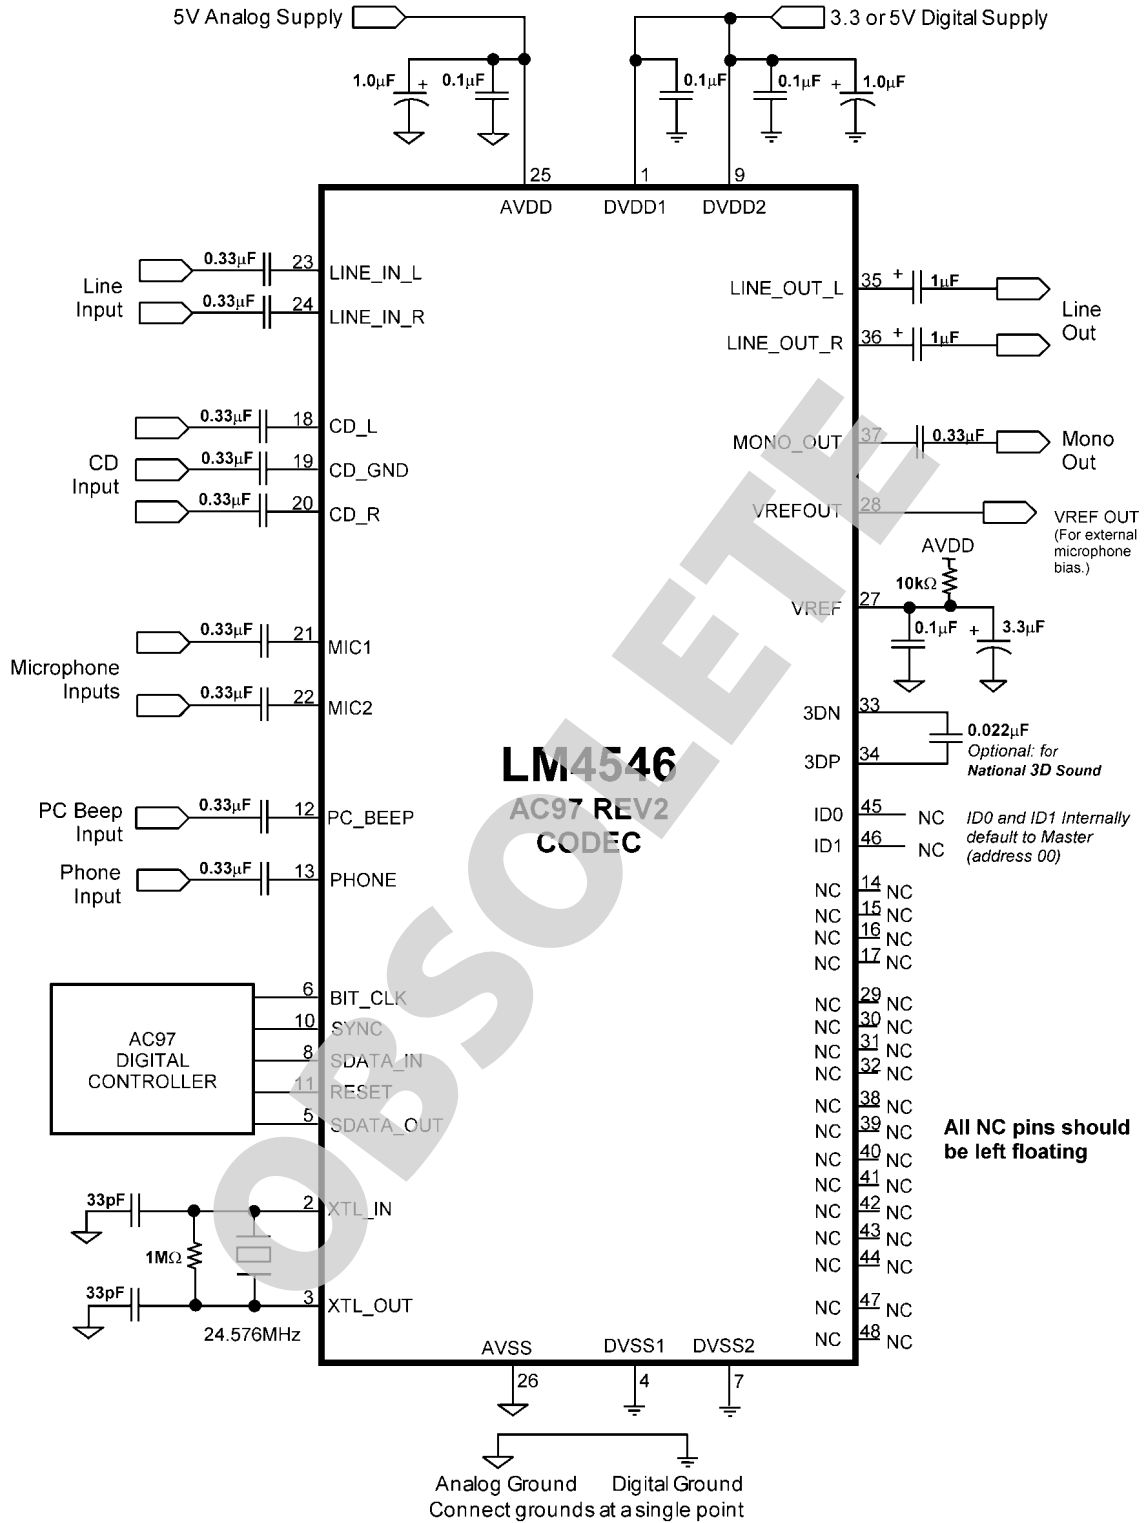 5V Analog Supply
3.3 or 5V Digital Supply
1.0µF +
0.1µF
0.1µF
0.1µF
+ 1.0µF
25
1
9
AVDD
DVDD1
DVDD2
Line
Input
0.33µF
23
LINE_IN_L
0.33µF
24
LINE_IN_R
LINE_OUT_L
35
+
1µF
LINE_OUT_R
36
+
1µF
Line
Out
CD
Input
0.33µF
18
CD_L
0.33µF
19
CD_GND
0.33µF
20
CD_R
MONO_OUT
37
0.33µF
Mono
Out
VREFOUT
28
VREF OUT
(For external
microphone
bias.)
AVDD
10kΩ
VREF
27
0.1µF
+
3.3µF
Microphone
Inputs
0.33µF
21
MIC1
0.33µF
22
MIC2
3DN
33
3DP
34
0.022µF
Optional: for
National 3D Sound
LM4546
AC97 REV2
CODEC
PC Beep
Input
0.33µF
12
PC_BEEP
Phone
Input
0.33µF
13
PHONE
ID0
45
NC
ID1
46
NC
ID0 and ID1 Internally
default to Master
(address 00)
NC 14 NC
NC 15 NC
NC 16 NC
NC 17 NC
NC 29 NC
NC 30 NC
NC 31 NC
NC 32 NC
NC 38 NC
NC 39 NC
NC 40 NC
NC 41 NC
NC 42 NC
NC 43 NC
NC 44 NC
NC 47 NC
NC 48 NC
All NC pins should
be left floating
AC97
DIGITAL
CONTROLLER
6
BIT_CLK
10
SYNC
8
SDATA_IN
11
RESET
5
SDATA_OUT
33pF
2
XTL_IN
1MΩ
33pF
3
XTL_OUT
24.576MHz
AVSS
DVSS1
DVSS2
26
4
7
Analog Ground
Digital Ground
Connect grounds at a single point
OBSOLETE